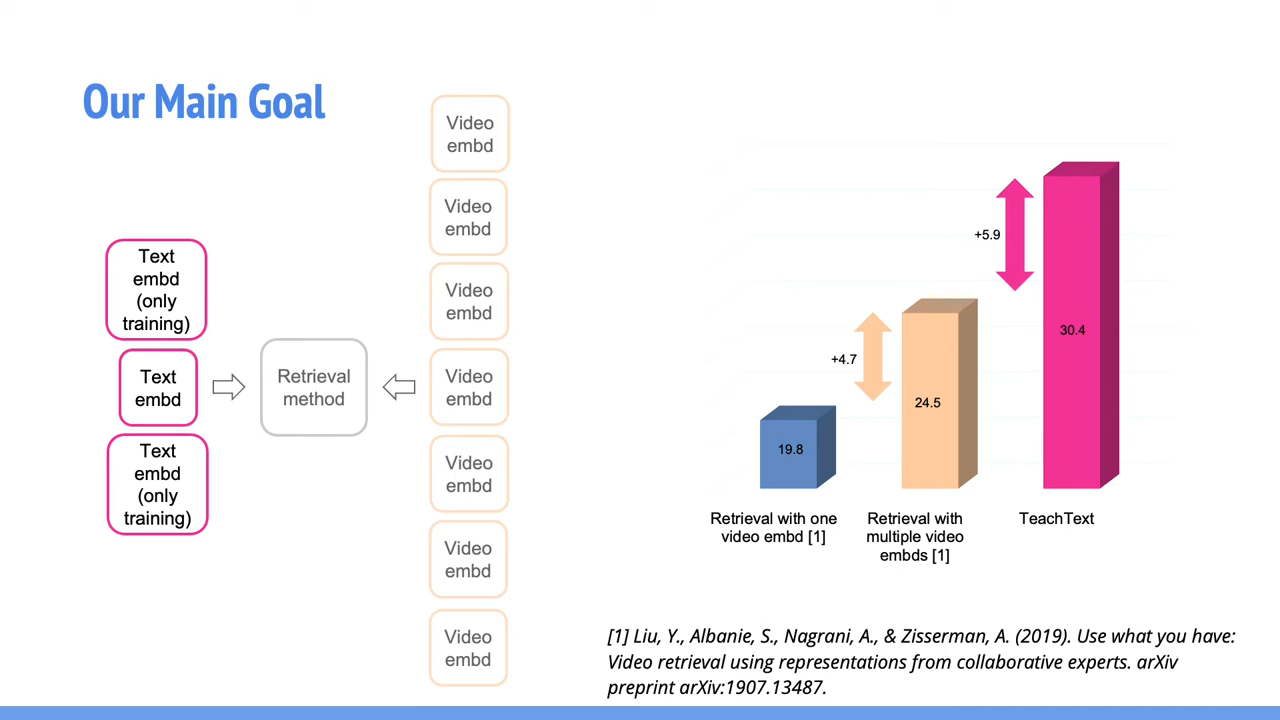 Our Main Goal
Text
embd
(only
training)
Text
embd
Text
embd
(only
training)
Retrieval
method
Video
embd
Video
embd
Video
embd
Video
embd
Video
embd
Video
embd
Video
embd
+4.7
+5.9
19.8
24.5
30.4
Retrieval with one
video embd [1]
Retrieval with
multiple video
embds [1]
TeachText
[1] Liu, Y., Albanie, S., Nagrani, A., & Zisserman, A. (2019). Use what you have:
Video retrieval using representations from collaborative experts. arXiv
preprint arXiv:1907.13487.